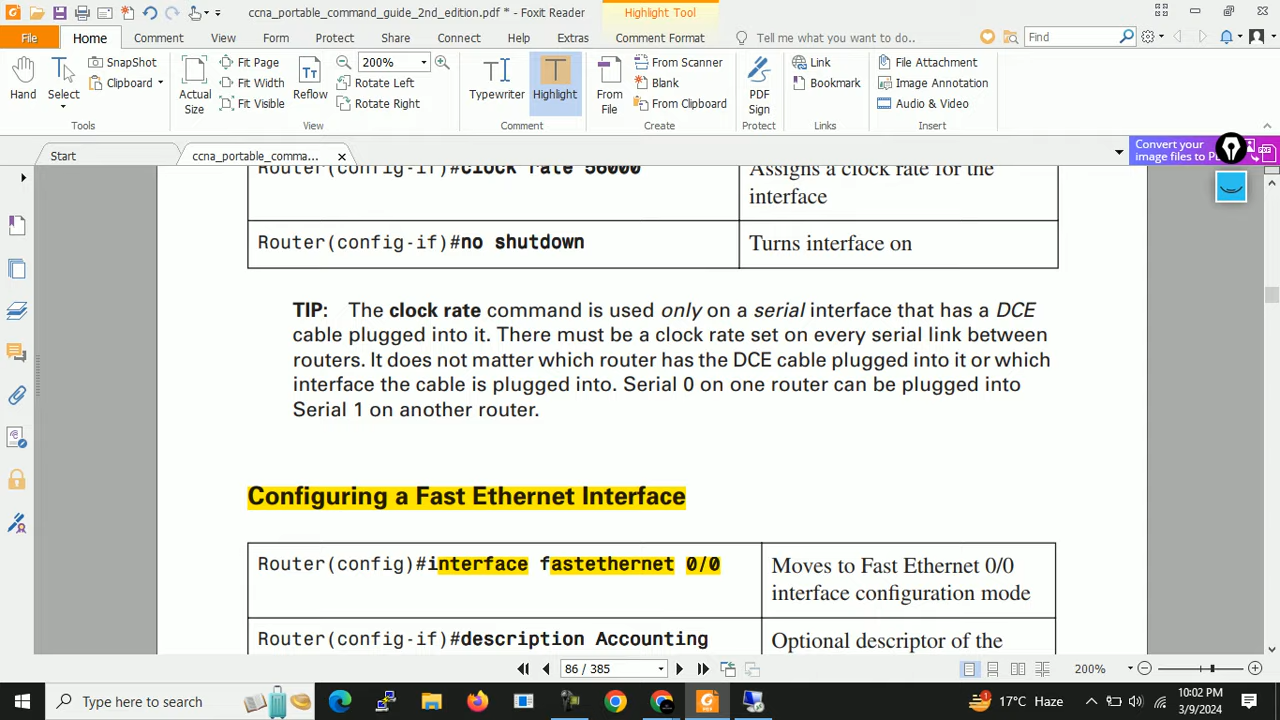 ccna_portable_command_guide_2nd_edition.pdf * - Foxit Reader
Highlight Tool
File Home Comment View Form Protect Share Connect Help Extras Comment Format Tell me what you want to do.. Find
Hand Select SnapShot Clipboard
Tools
Actual Size Fit Page Fit Width Fit Visible Reflow 200% Rotate Left Rotate Right
View
Typewriter Highlight
Comment
From File From Scanner Blank From Clipboard
Create
PDF Sign
Protect
Link Bookmark
Links
File Attachment Image Annotation Audio & Video
Insert
Start ccna_portable_comma...
Convert your
image files to
Router(config-if)#clock rate 56000 Assigns a clock rate for the
interface
Router(config-if)#no shutdown Turns interface on
TIP: The clock rate command is used only on a serial interface that has a DCE
cable plugged into it. There must be a clock rate set on every serial link between
routers. It does not matter which router has the DCE cable plugged into it or which
interface the cable is plugged into. Serial 0 on one router can be plugged into
Serial 1 on another router.
Configuring a Fast Ethernet Interface
Router(config)#interface fastethernet 0/0 Moves to Fast Ethernet 0/0
interface configuration mode
Router(config-if)#description Accounting Optional descriptor of the
86 / 385 200%
Type here to search 17°C Haze 10:02 PM
3/9/2024